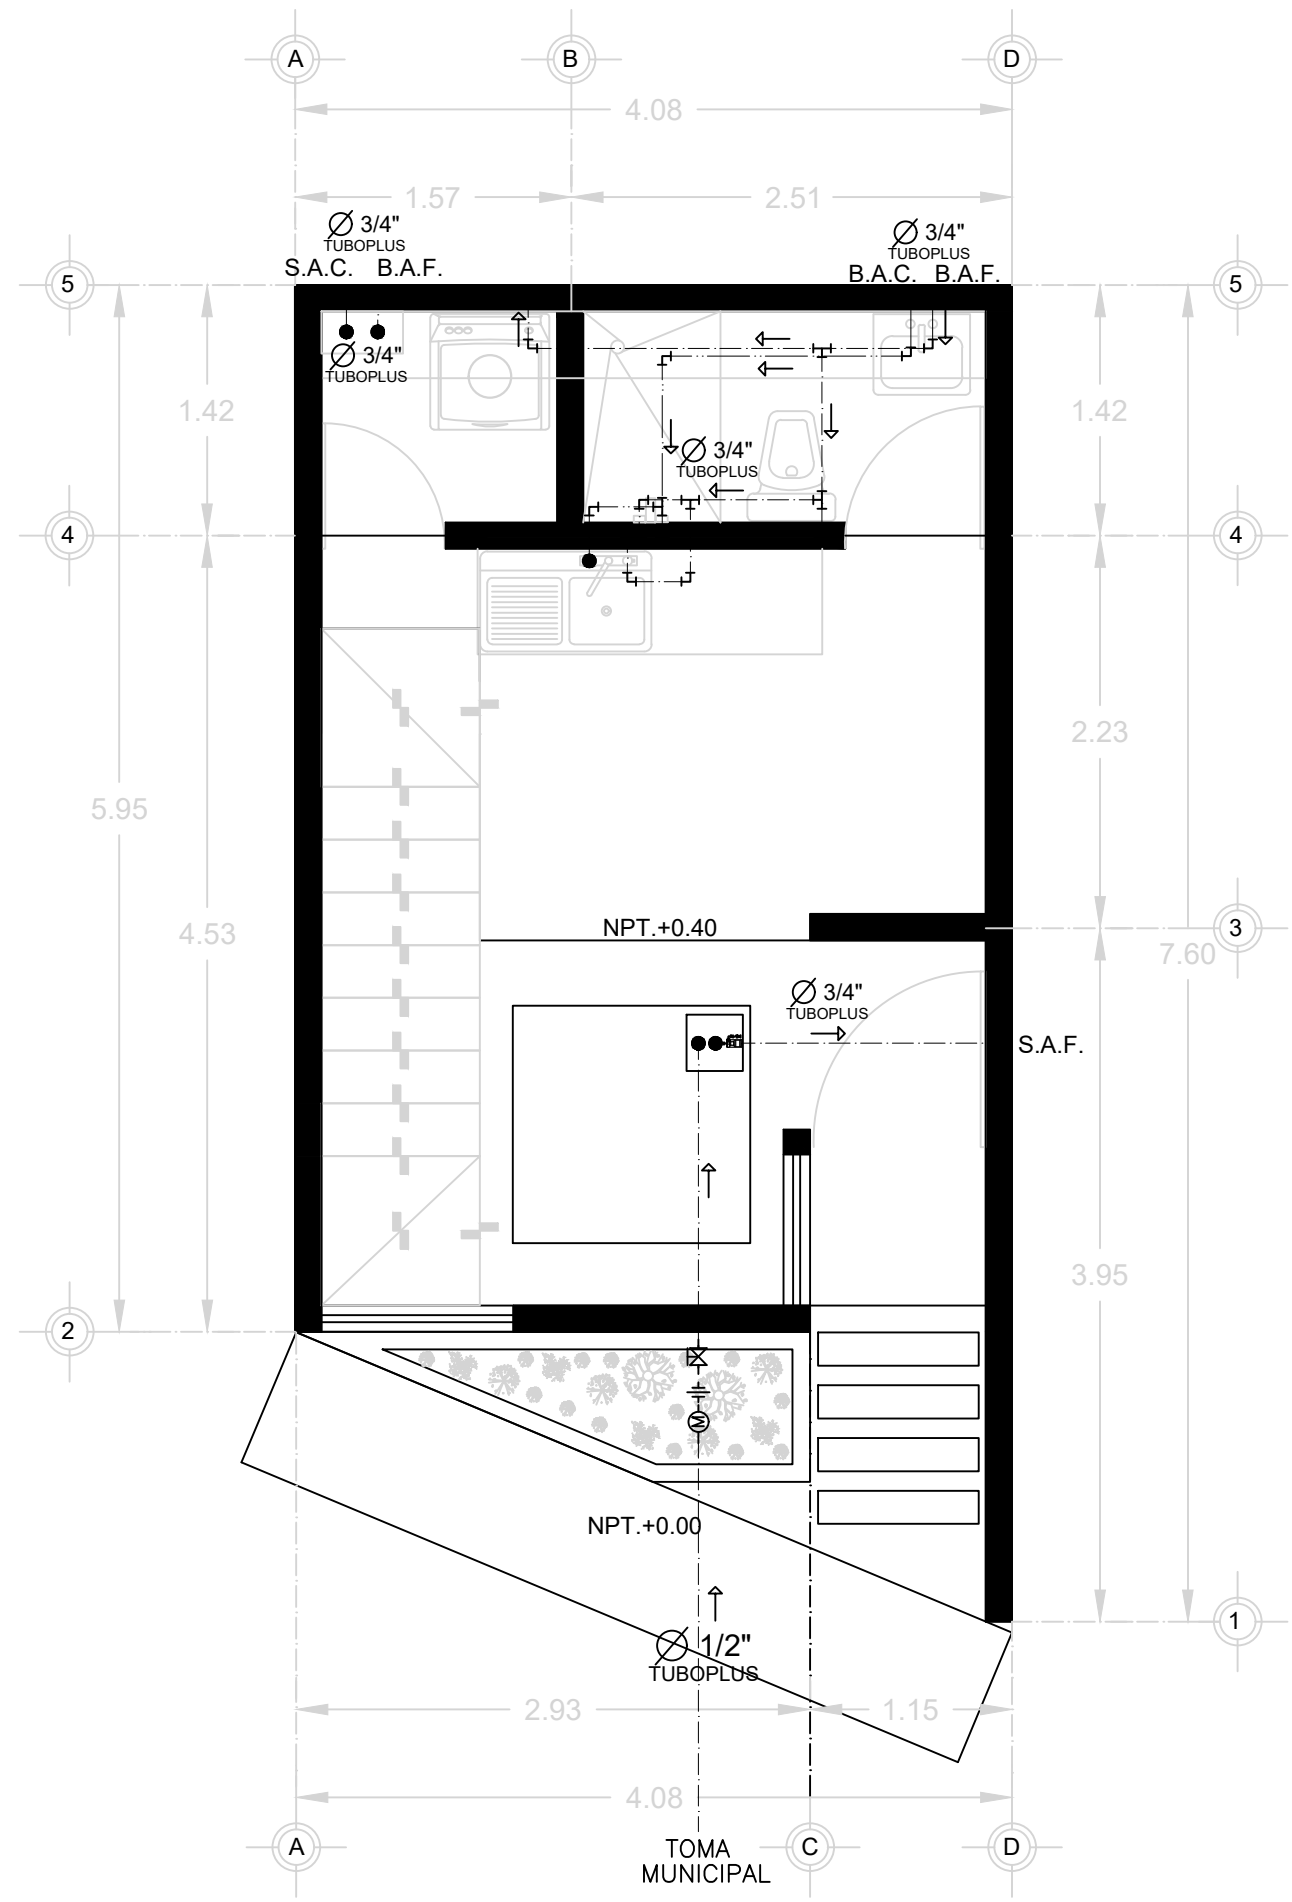 A B D
4.08
1.57 2.51
Ø 3/4"
TUBOPLUS
S.A.C. B.A.F.
Ø 3/4"
TUBOPLUS
B.A.C. B.A.F.
5 5
Ø 3/4"
TUBOPLUS
1.42 1.42
Ø 3/4"
TUBOPLUS
4 4
2.23
5.95
4.53
NPT.+0.40
3
7.60
Ø 3/4"
TUBOPLUS
S.A.F.
3.95
2
M
NPT.+0.00
1
Ø 1/2"
TUBOPLUS
2.93 1.15
4.08
A C D
TOMA
MUNICIPAL